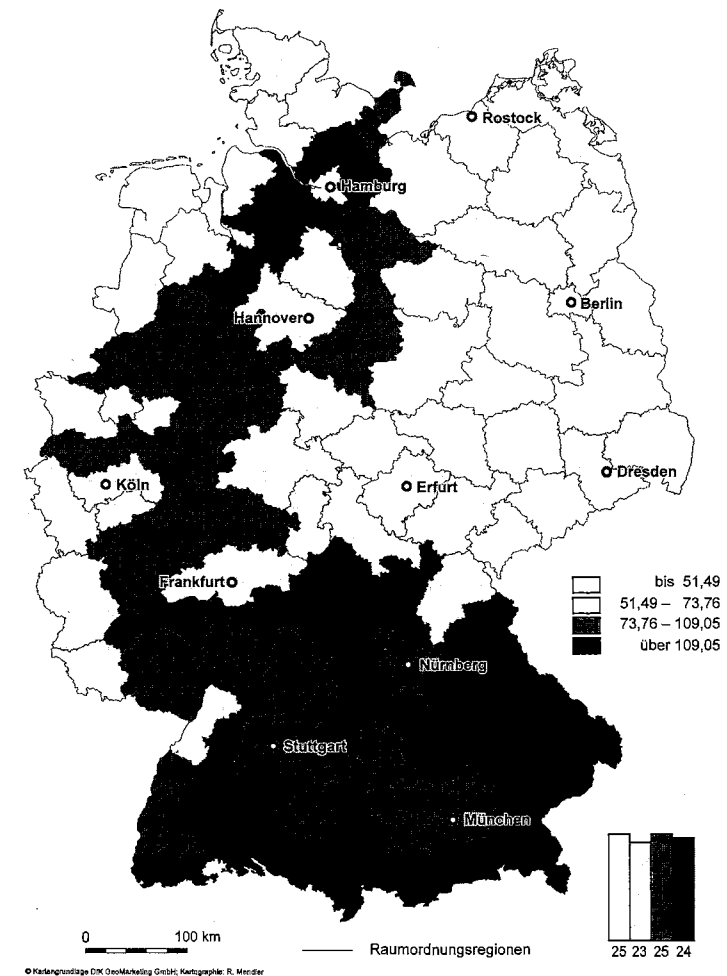 Rostock
Hamburg
Berlin
Hannover
Dresden
Köln
Erfurt
Frankfurt
bis 51,49
51,49 – 73,76
73,76 – 109,05
über 109,05
Nürnberg
Stuttgart
München
0 100 km
Raumordnungsregionen
25 23 25 24
© Kartengrundlage DfK GeoMarketing GmbH; Kartographie: R. Mendler